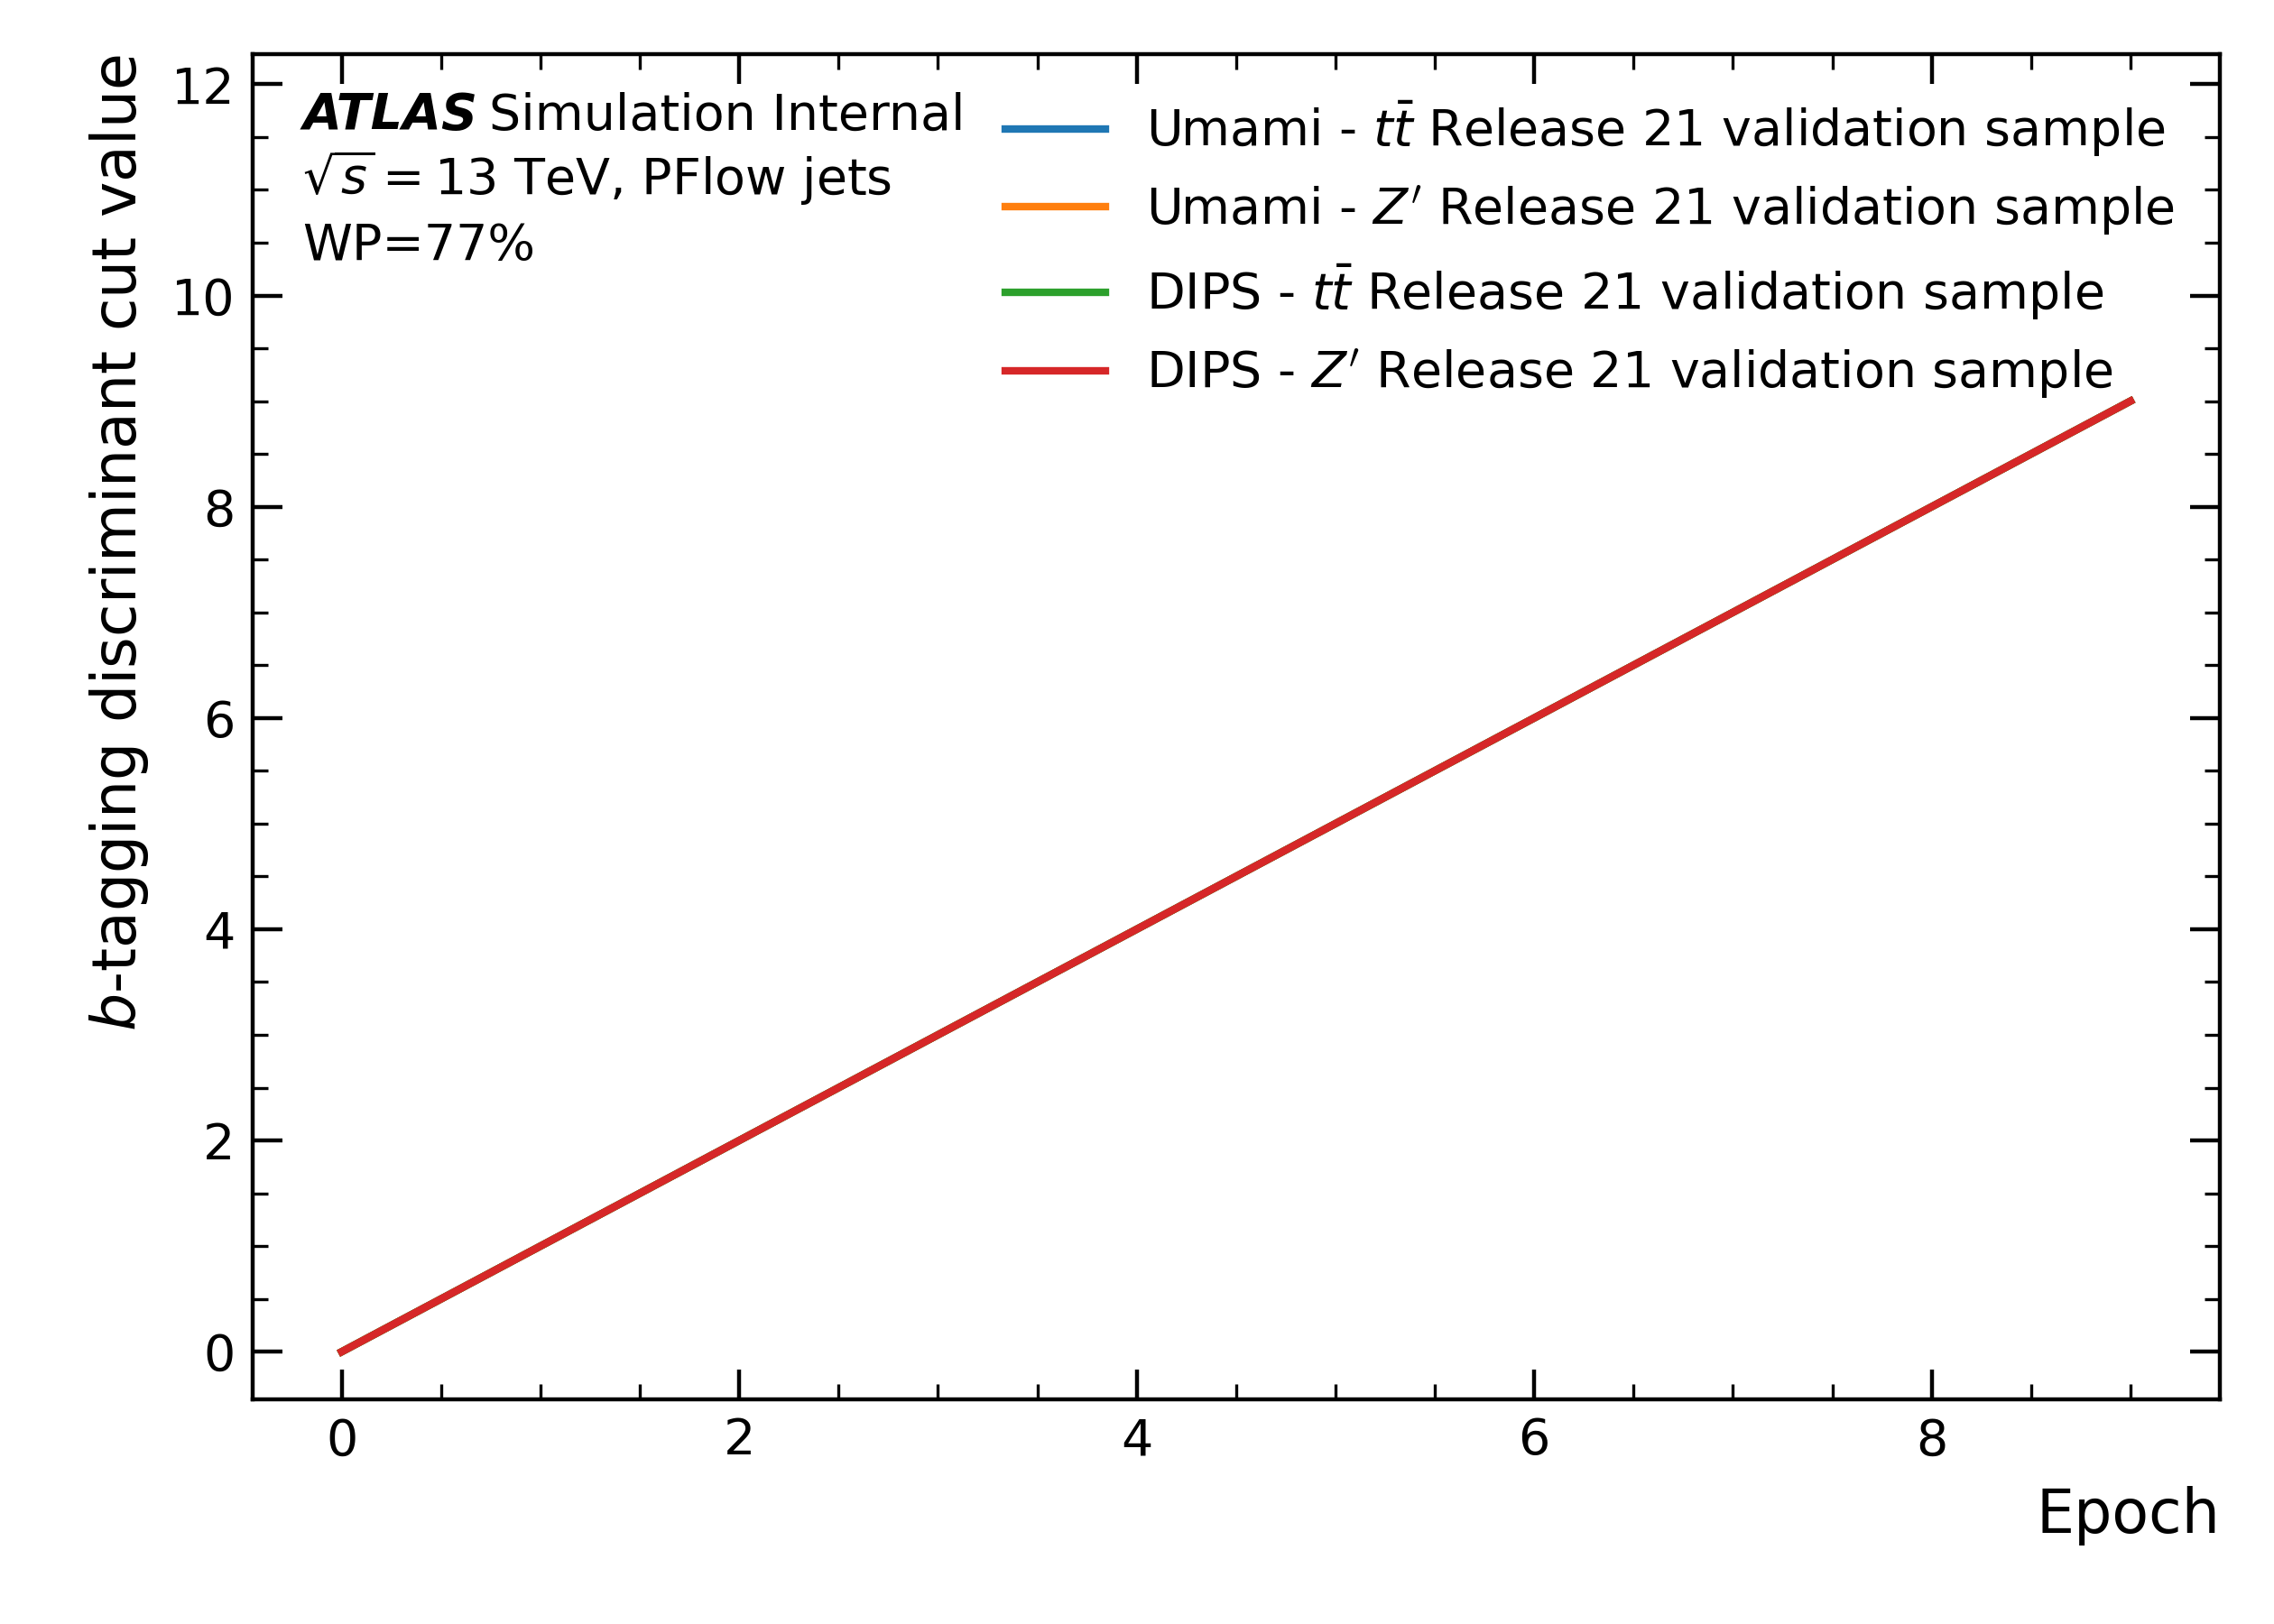 ATLAS Simulation Internal
√s = 13 TeV, PFlow jets
WP=77%
Umami - tt̄ Release 21 validation sample
Umami - Z′ Release 21 validation sample
DIPS - tt̄ Release 21 validation sample
DIPS - Z′ Release 21 validation sample
b-tagging discriminant cut value
12
10
8
6
4
2
0
0 2 4 6 8
Epoch